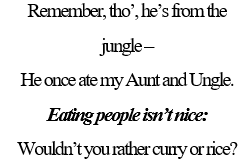 Remember, tho', he's from the
jungle –
He once ate my Aunt and Ungle.
Eating people isn't nice:
Wouldn't you rather curry or rice?